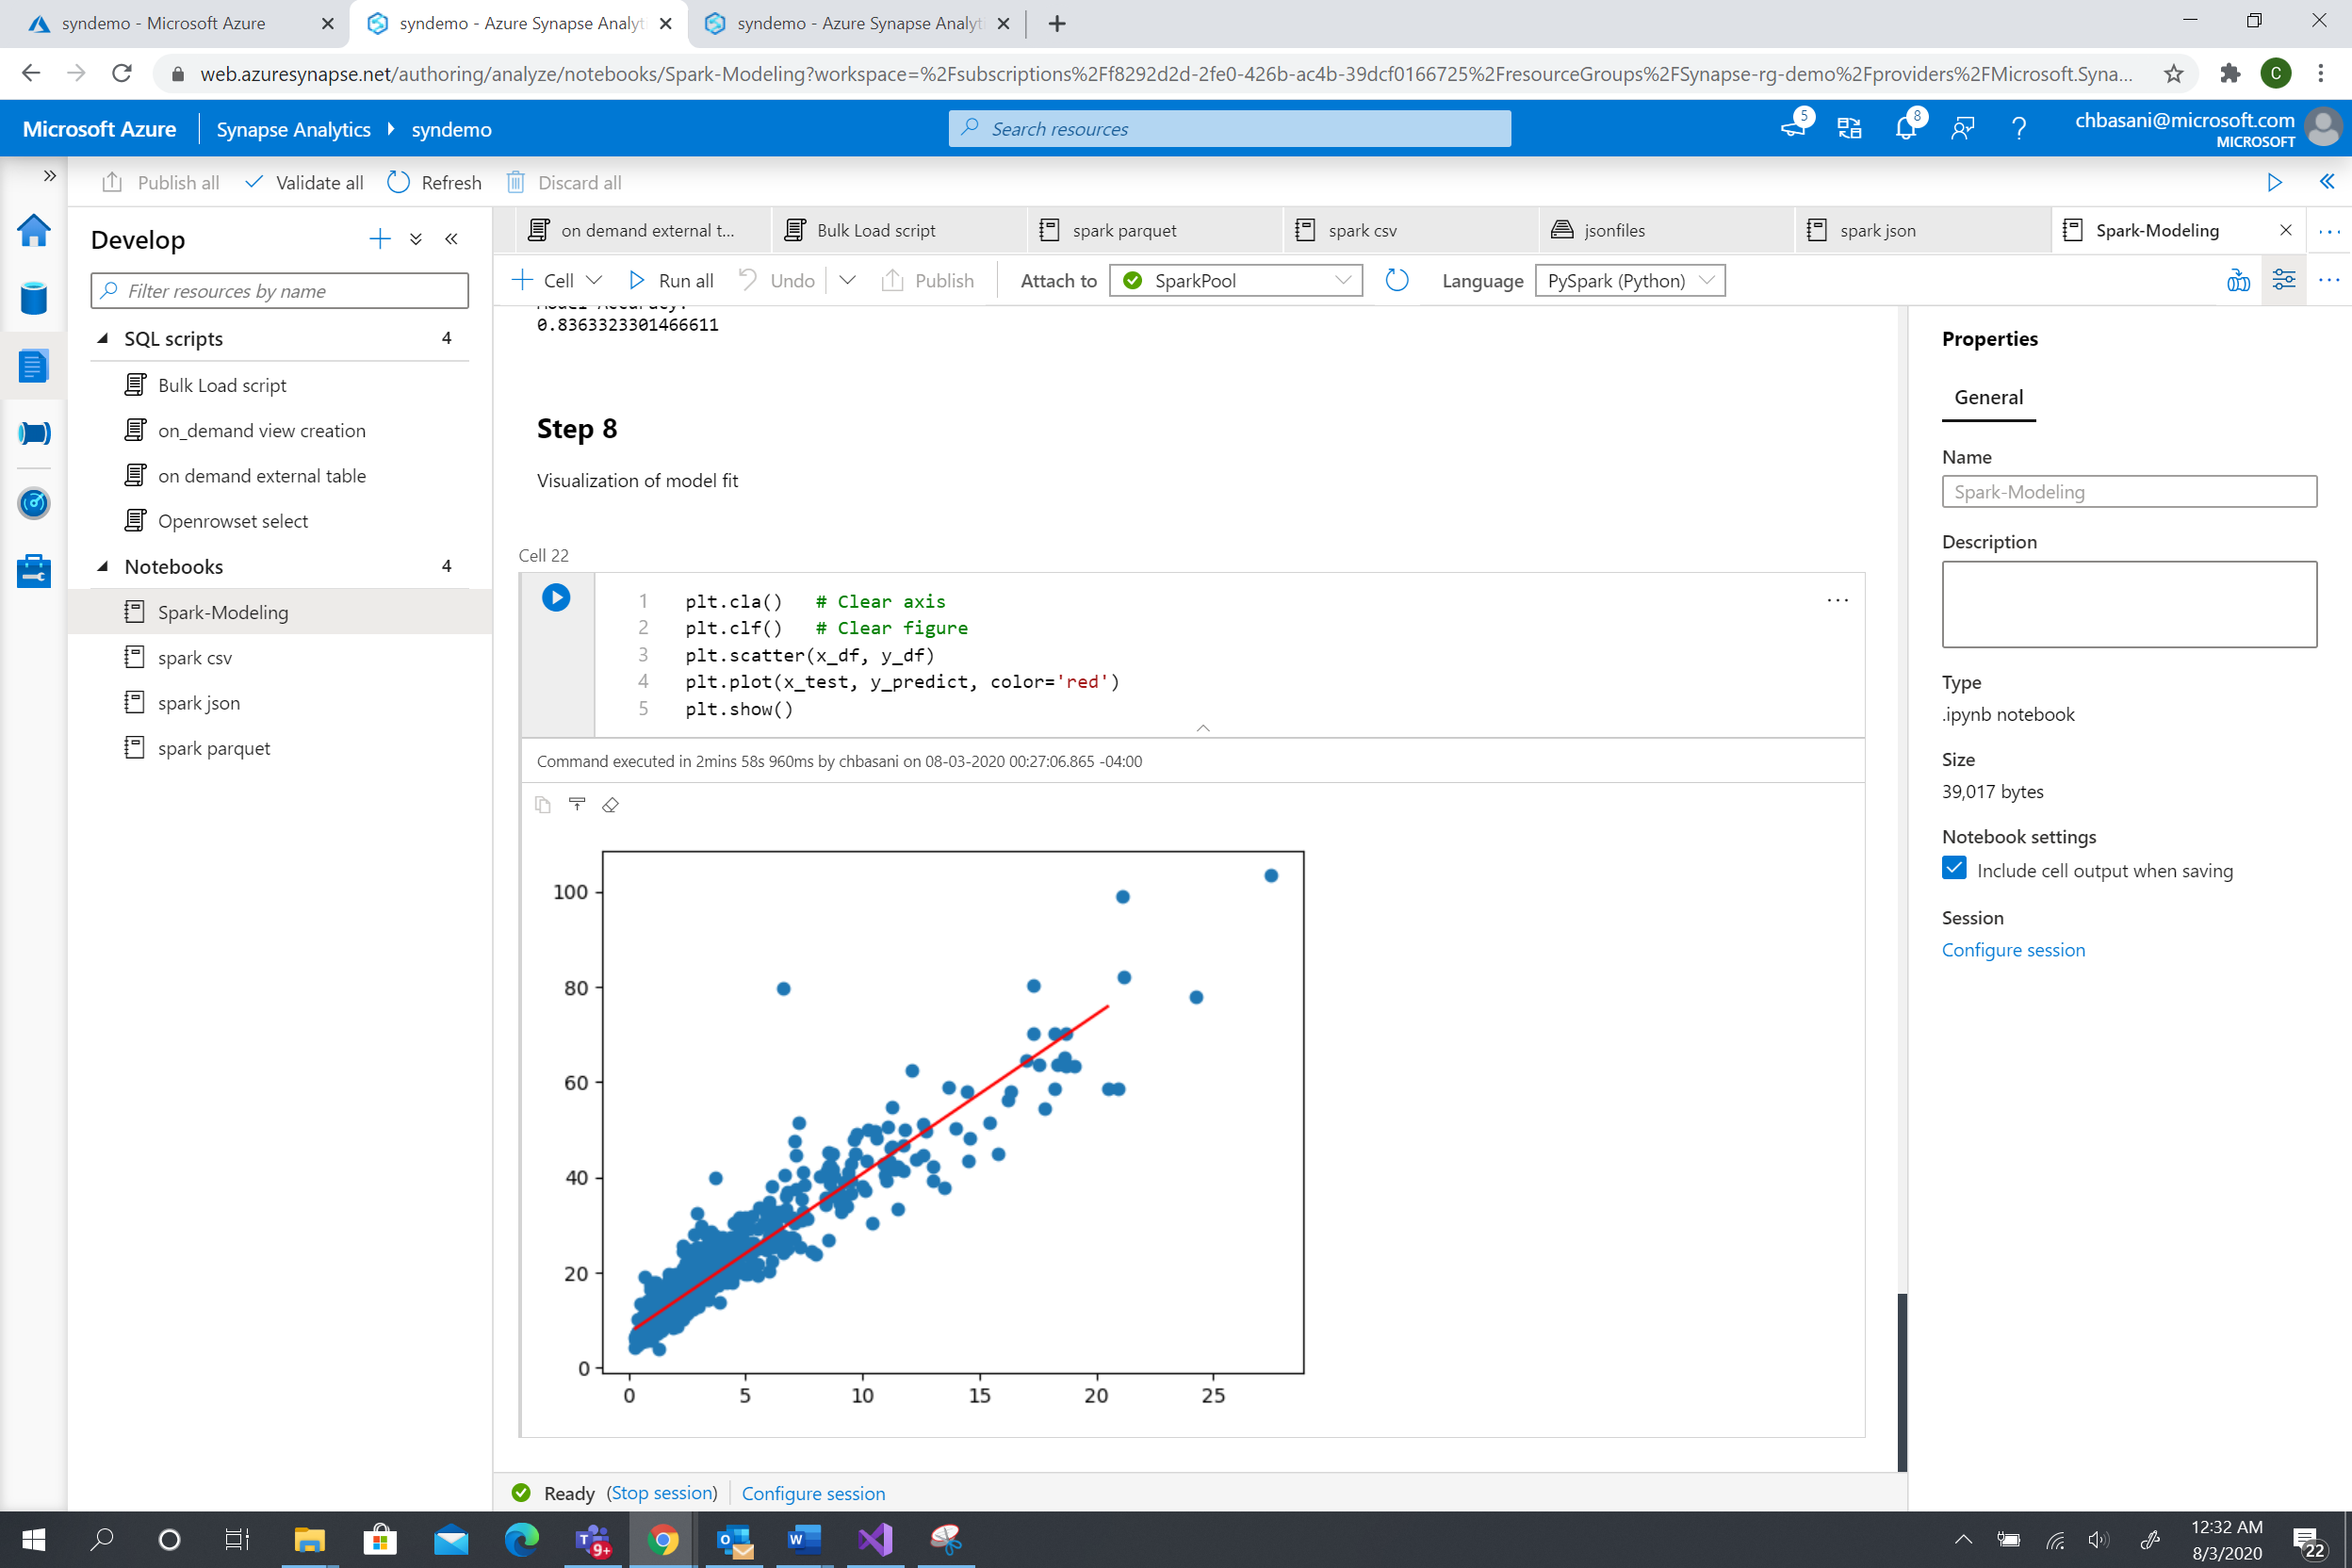 syndemo - Microsoft Azure
syndemo - Azure Synapse Analyt
syndemo - Azure Synapse Analyt
web.azuresynapse.net/authoring/analyze/notebooks/Spark-Modeling?workspace=%2Fsubscriptions%2Ff8292d2d-2fe0-426b-ac4b-39dcf0166725%2FresourceGroups%2FSynapse-rg-demo%2Fproviders%2FMicrosoft.Syna...
C
Microsoft Azure
Synapse Analytics
syndemo
Search resources
5
8
chbasani@microsoft.com
MICROSOFT
Publish all
Validate all
Refresh
Discard all
Develop
Filter resources by name
SQL scripts 4
Bulk Load script
on_demand view creation
on demand external table
Openrowset select
Notebooks 4
Spark-Modeling
spark csv
spark json
spark parquet
on demand external t...
Bulk Load script
spark parquet
spark csv
jsonfiles
spark json
Spark-Modeling
Cell
Run all
Undo
Publish
Attach to
SparkPool
Language
PySpark (Python)
Model Accuracy:
0.8363323301466611
Step 8
Visualization of model fit
Cell 22
1 plt.cla() # Clear axis
2 plt.clf() # Clear figure
3 plt.scatter(x_df, y_df)
4 plt.plot(x_test, y_predict, color='red')
5 plt.show()
Command executed in 2mins 58s 960ms by chbasani on 08-03-2020 00:27:06.865 -04:00
100
80
60
40
20
0
0 5 10 15 20 25
Ready (Stop session)
Configure session
Properties
General
Name
Spark-Modeling
Description
Type
.ipynb notebook
Size
39,017 bytes
Notebook settings
Include cell output when saving
Session
Configure session
T
9+
O
W
12:32 AM
8/3/2020
22